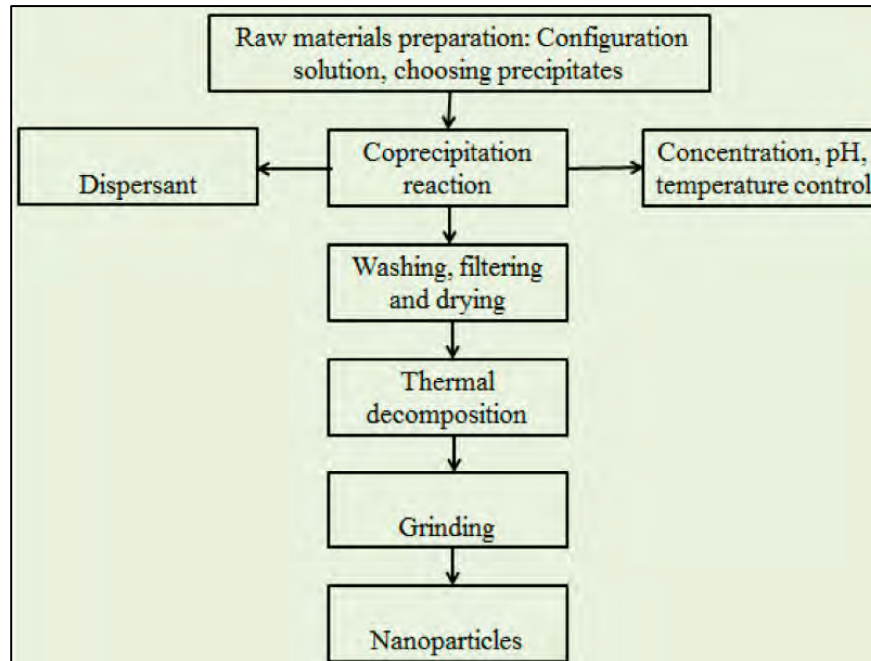 Raw materials preparation: Configuration
solution, choosing precipitates
Dispersant
Coprecipitation
reaction
Concentration, pH,
temperature control
Washing, filtering
and drying
Thermal
decomposition
Grinding
Nanoparticles